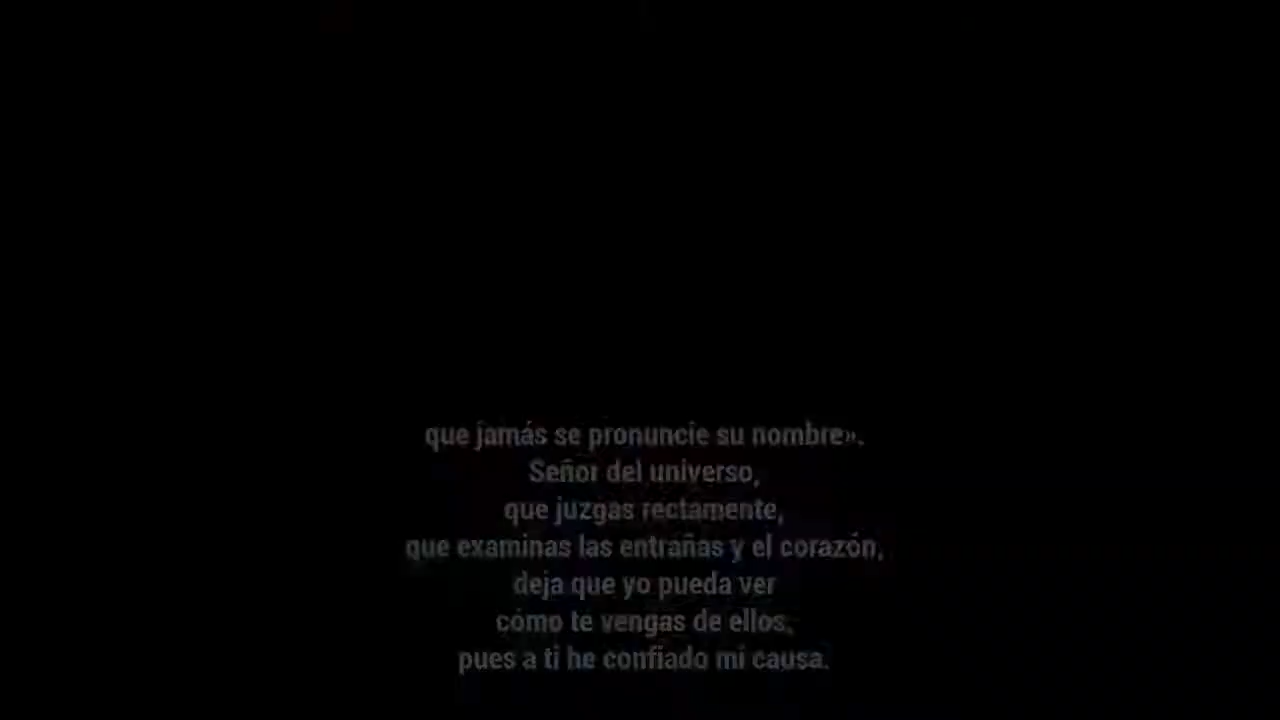 que jamás se pronuncie su nombre».
Señor del universo,
que juzgas rectamente,
que examinas las entrañas y el corazón,
deja que yo pueda ver
cómo te vengas de ellos,
pues a ti he confiado mi causa.